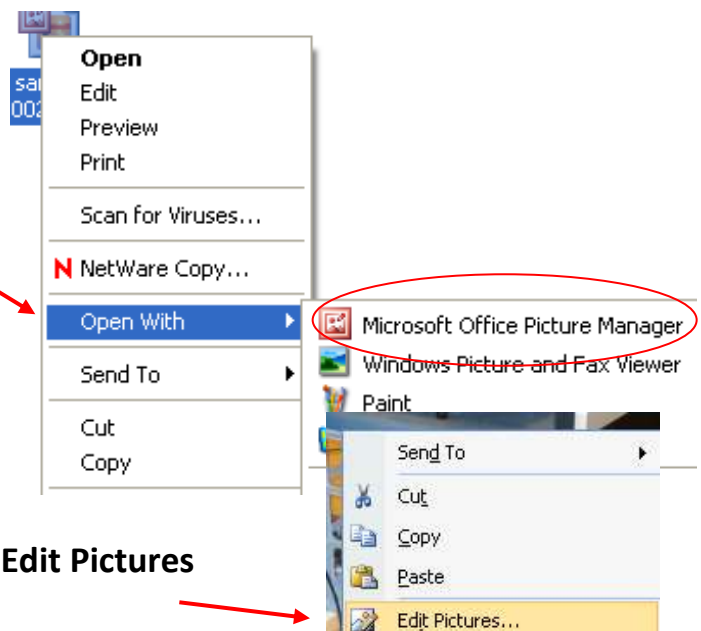 Open
Edit
Preview
Print
Scan for Viruses...
N NetWare Copy...
Open With
Send To
Cut
Copy
Microsoft Office Picture Manager
Windows Picture and Fax Viewer
Paint
Send To
Cut
Copy
Paste
Edit Pictures
Edit Pictures...